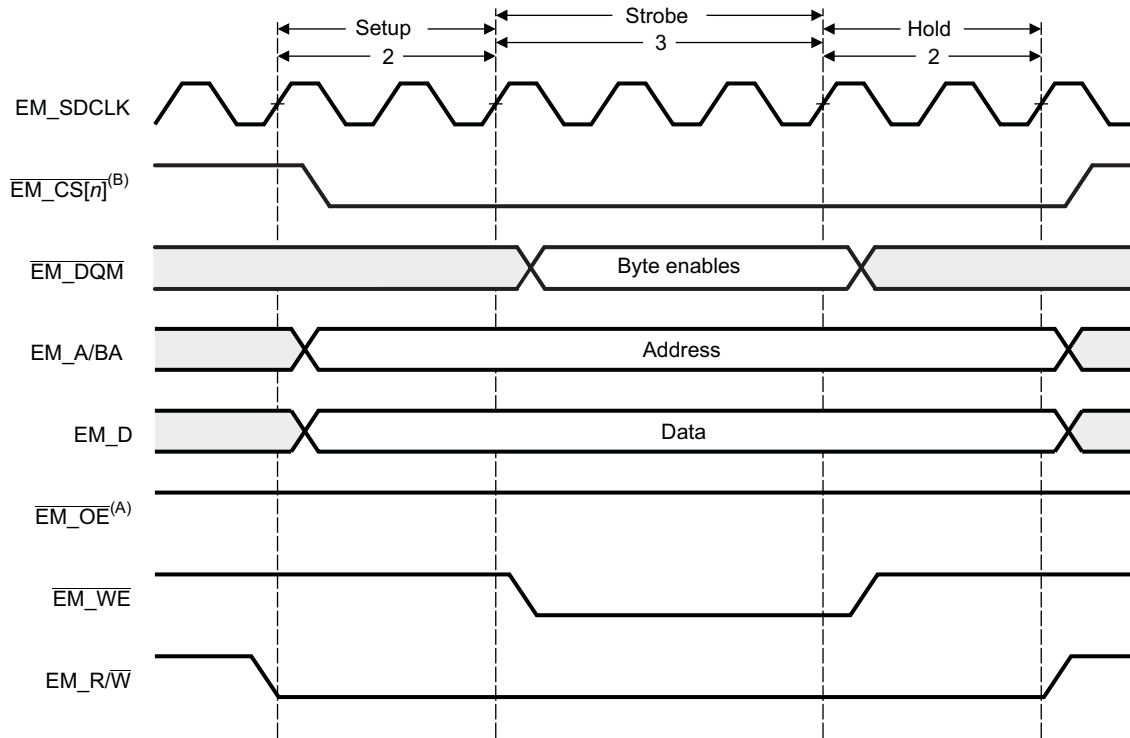 Setup
Strobe
Hold
2
3
2
EM_SDCLK
EM_CS[n](B)
EM_DQM
Byte enables
EM_A/BA
Address
EM_D
Data
EM_OE(A)
EM_WE
EM_R/W